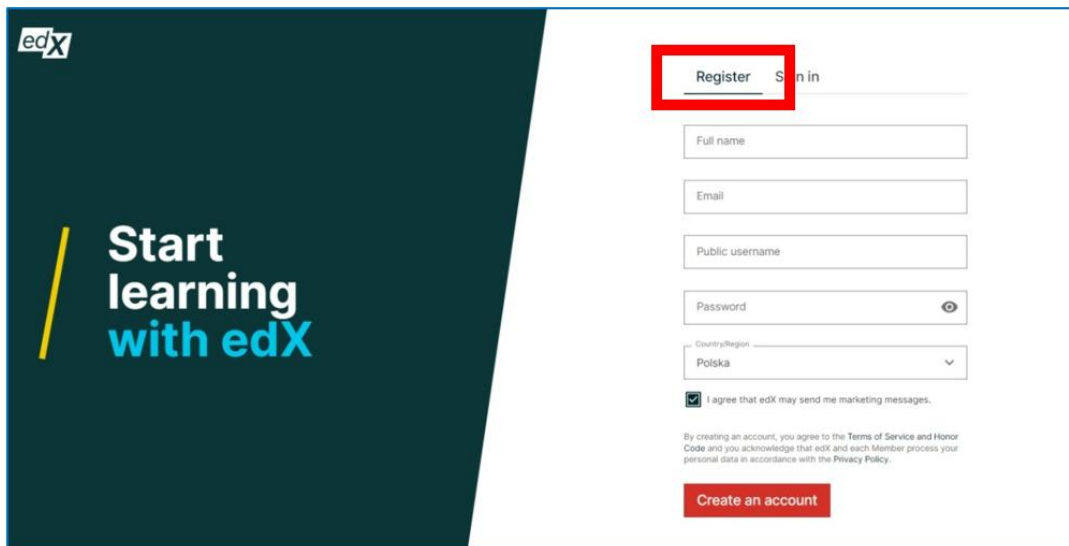 edX
Start
learning
with edX
Register
Full name
Email
Public username
Password
Country/Region
Polska
I agree that edX may send me marketing messages.
By creating an account, you agree to the Terms of Service and Honor
Code and you acknowledge that edX and each Member process your
personal data in accordance with the Privacy Policy.
Create an account